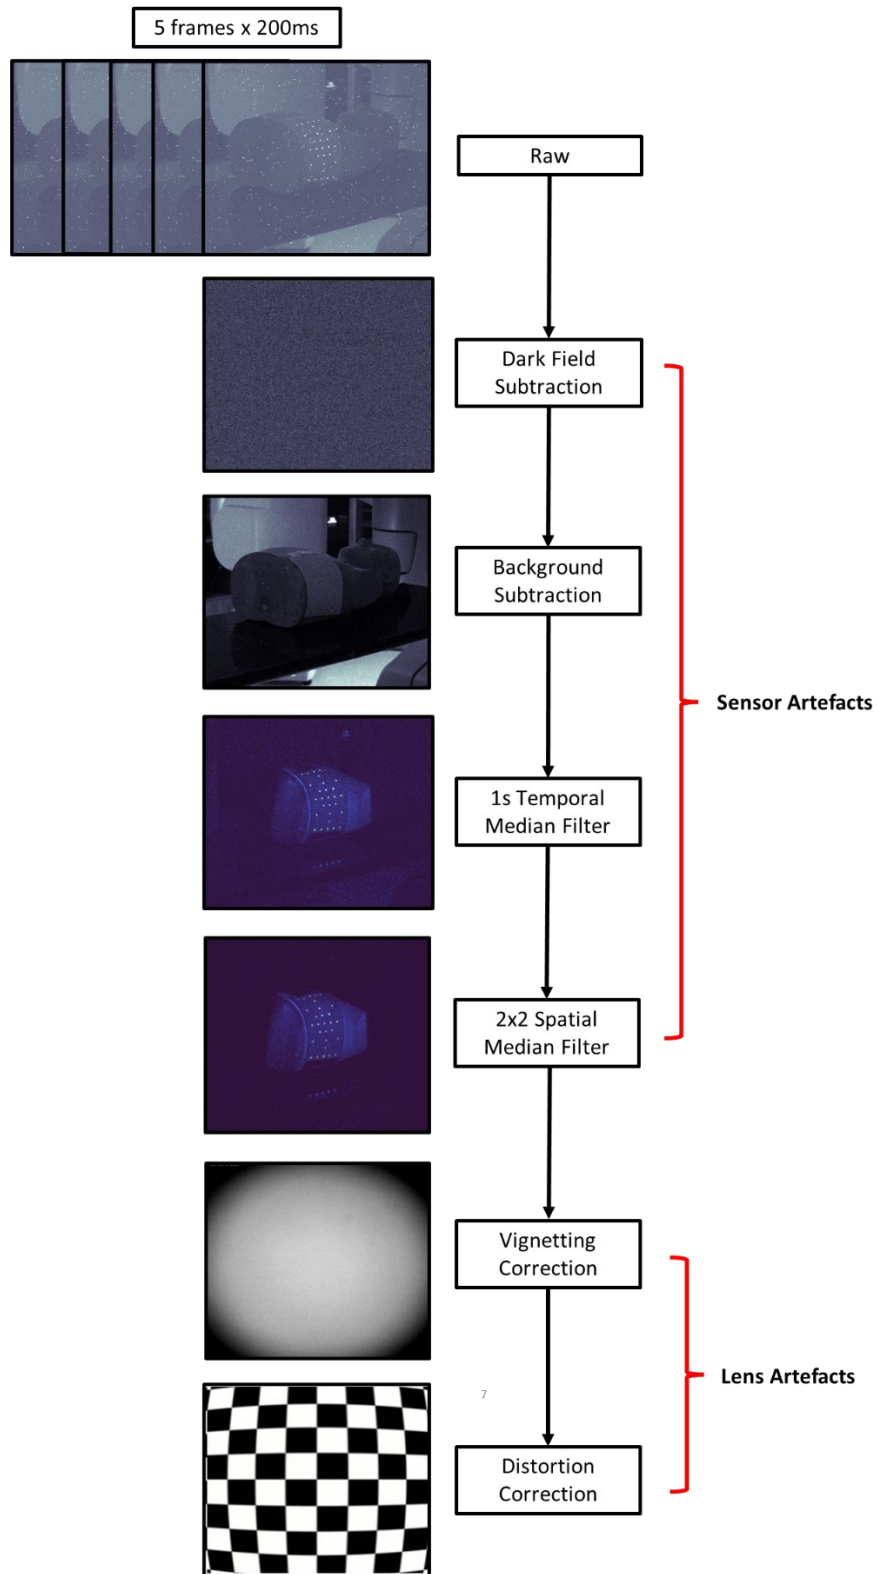 5 frames x 200ms
Raw
Dark Field
Subtraction
Background
Subtraction
Sensor Artefacts
1s Temporal
Median Filter
2x2 Spatial
Median Filter
Vignetting
Correction
Lens Artefacts
7
Distortion
Correction